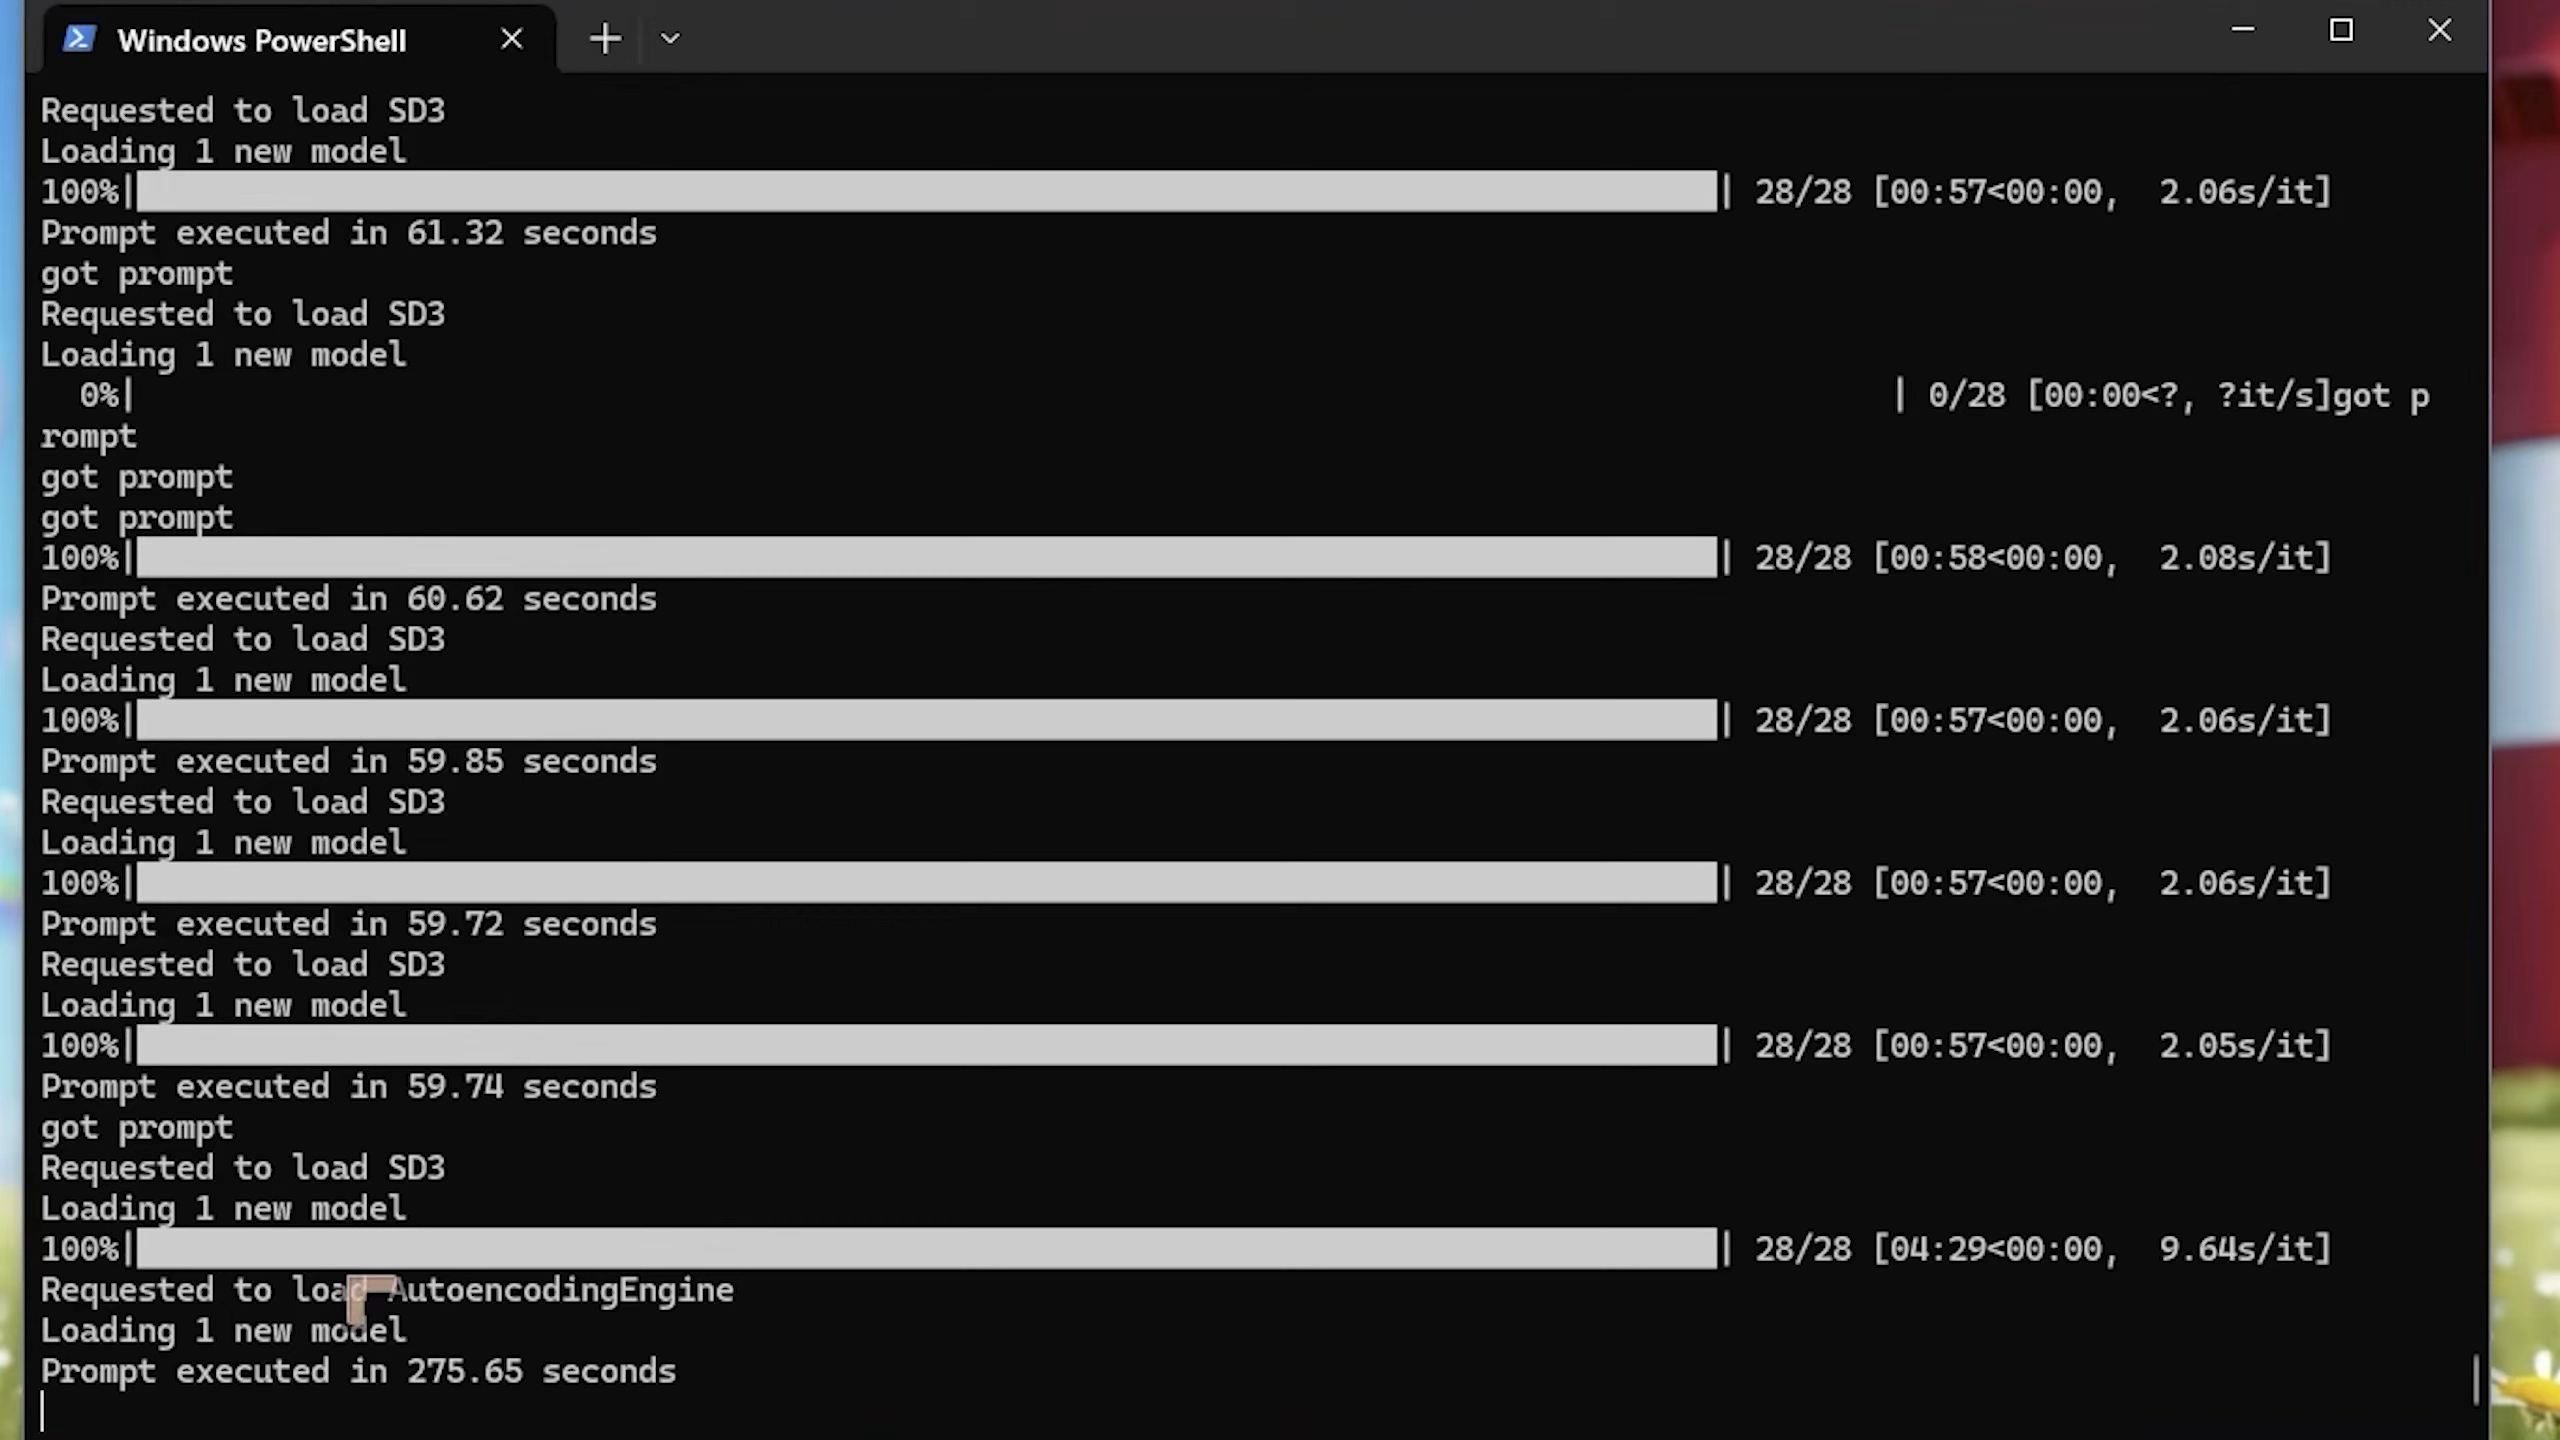 Windows PowerShell
Requested to load SD3
Loading 1 new model
100%| | 28/28 [00:57<00:00, 2.06s/it]
Prompt executed in 61.32 seconds
got prompt
Requested to load SD3
Loading 1 new model
0%| | 0/28 [00:00<?, ?it/s]got p
rompt
got prompt
got prompt
100%| | 28/28 [00:58<00:00, 2.08s/it]
Prompt executed in 60.62 seconds
Requested to load SD3
Loading 1 new model
100%| | 28/28 [00:57<00:00, 2.06s/it]
Prompt executed in 59.85 seconds
Requested to load SD3
Loading 1 new model
100%| | 28/28 [00:57<00:00, 2.06s/it]
Prompt executed in 59.72 seconds
Requested to load SD3
Loading 1 new model
100%| | 28/28 [00:57<00:00, 2.05s/it]
Prompt executed in 59.74 seconds
got prompt
Requested to load SD3
Loading 1 new model
100%| | 28/28 [04:29<00:00, 9.64s/it]
Requested to load AutoencodingEngine
Loading 1 new model
Prompt executed in 275.65 seconds